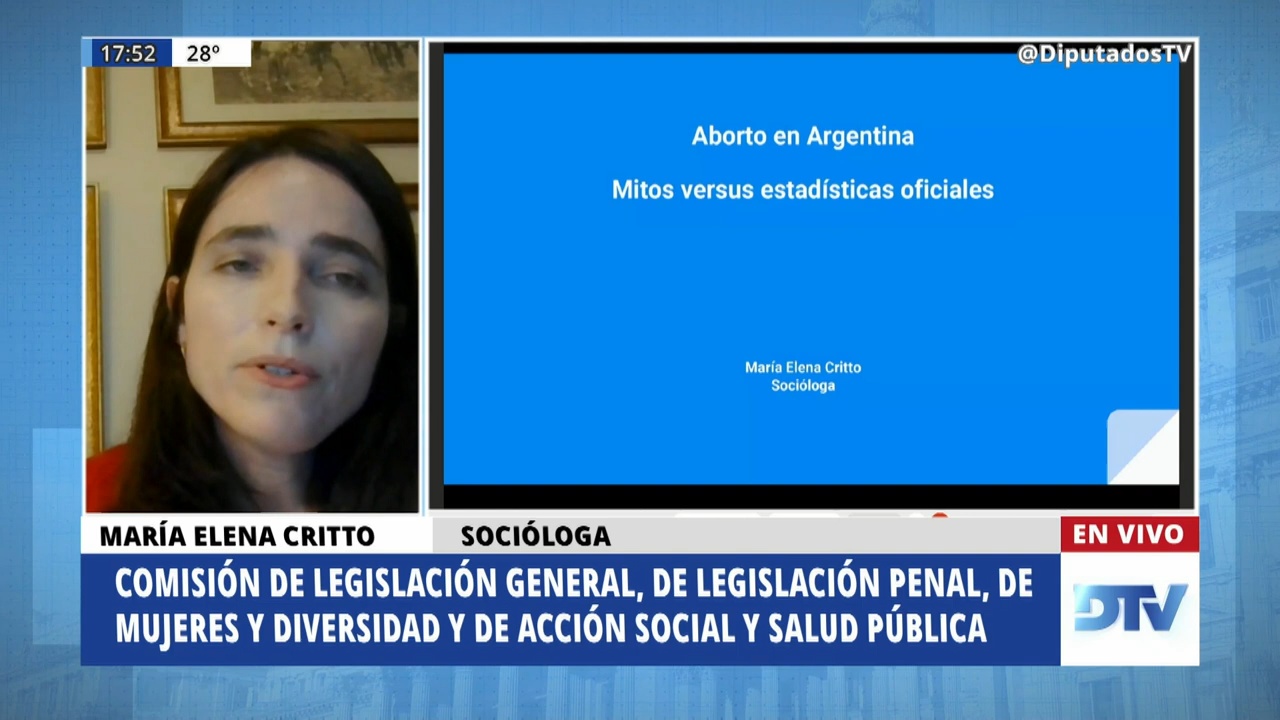 17:52 28°
@DiputadosTV
Aborto en Argentina
Mitos versus estadísticas oficiales
María Elena Critto
Socióloga
MARÍA ELENA CRITTO
SOCIÓLOGA
EN VIVO
COMISIÓN DE LEGISLACIÓN GENERAL, DE LEGISLACIÓN PENAL, DE
MUJERES Y DIVERSIDAD Y DE ACCIÓN SOCIAL Y SALUD PÚBLICA
DTV